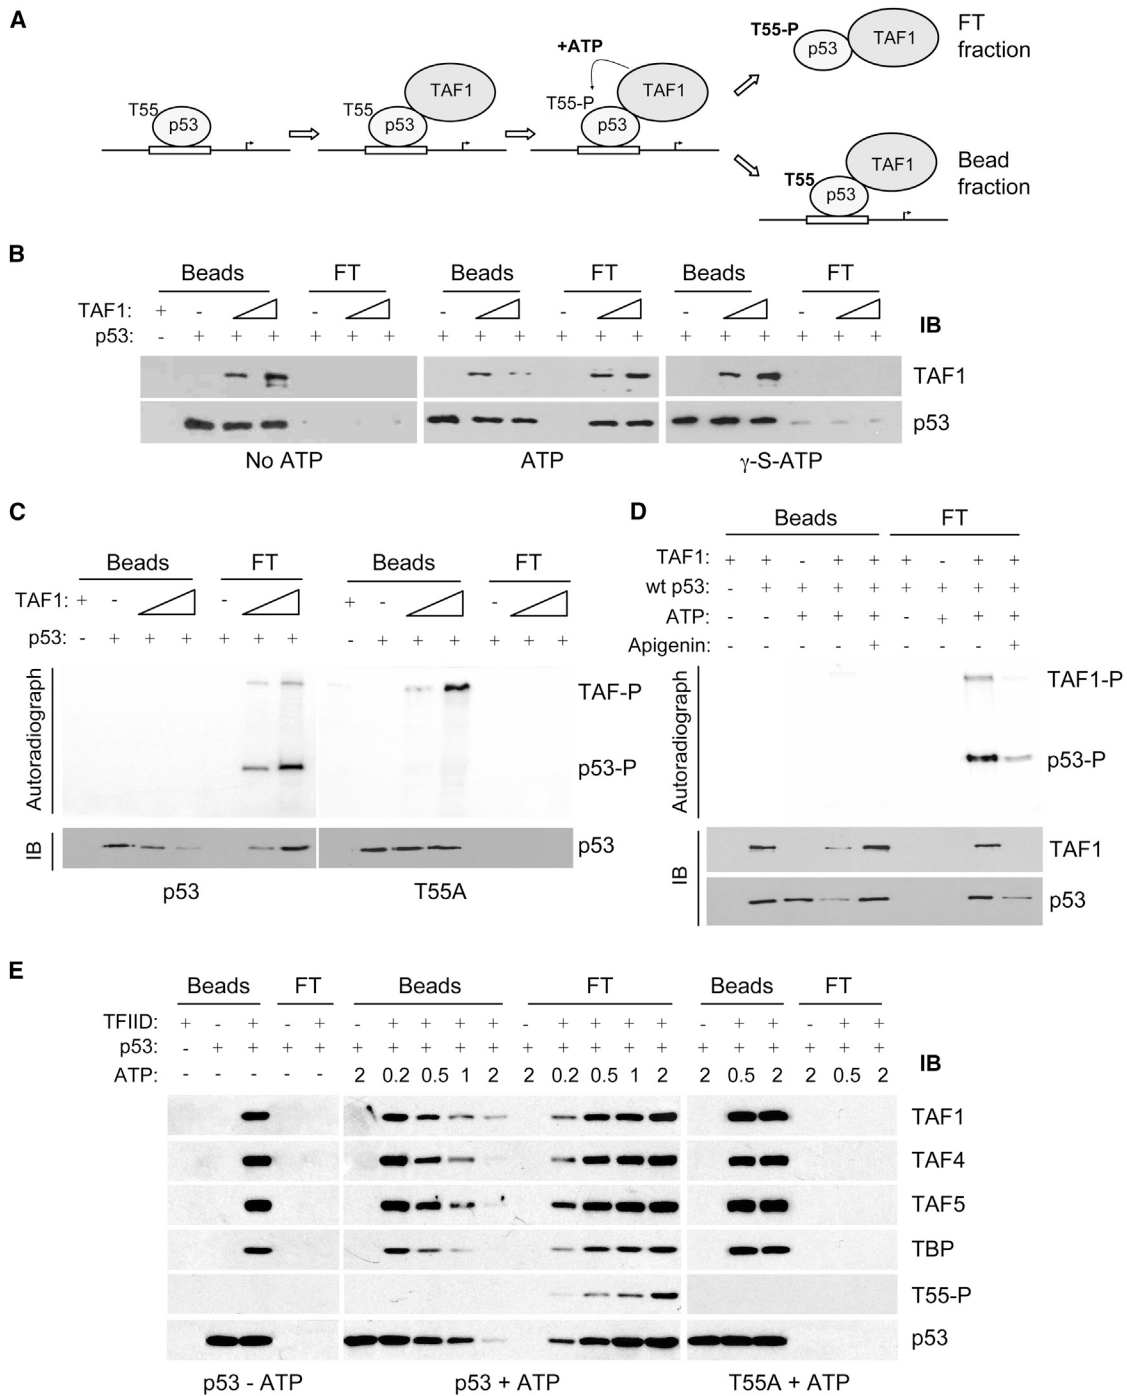 A
T55
p53
T55
p53
TAF1
+ATP
T55-P
p53
TAF1
T55-P
p53
TAF1
FT
fraction
T55
p53
TAF1
Bead
fraction
B
Beads FT Beads FT Beads FT
TAF1: + - - - - - -
p53: - + + + + + + + + + + + + + + + + +
IB
TAF1
p53
No ATP ATP γ-S-ATP
C
Beads FT Beads FT
TAF1: + - - + - -
p53: - + + + + + + - + + + + + +
Autoradiograph
TAF-P
p53-P
IB
p53
p53 T55A
D
Beads FT
TAF1: + + - + + + - + +
wt p53: - + + + + + + + +
ATP: - - + + + - + + +
Apigenin: - - - - + - - - +
Autoradiograph
TAF1-P
p53-P
IB
TAF1
p53
E
Beads FT Beads FT Beads FT
TFIID: + - + - + - + + + + - + + + + - + + - + +
p53: - + + + + + + + + + + + + + + + + + + + +
ATP: - - - - - 2 0.2 0.5 1 2 2 0.2 0.5 1 2 2 0.5 2 2 0.5 2
IB
TAF1
TAF4
TAF5
TBP
T55-P
p53
p53 - ATP p53 + ATP T55A + ATP